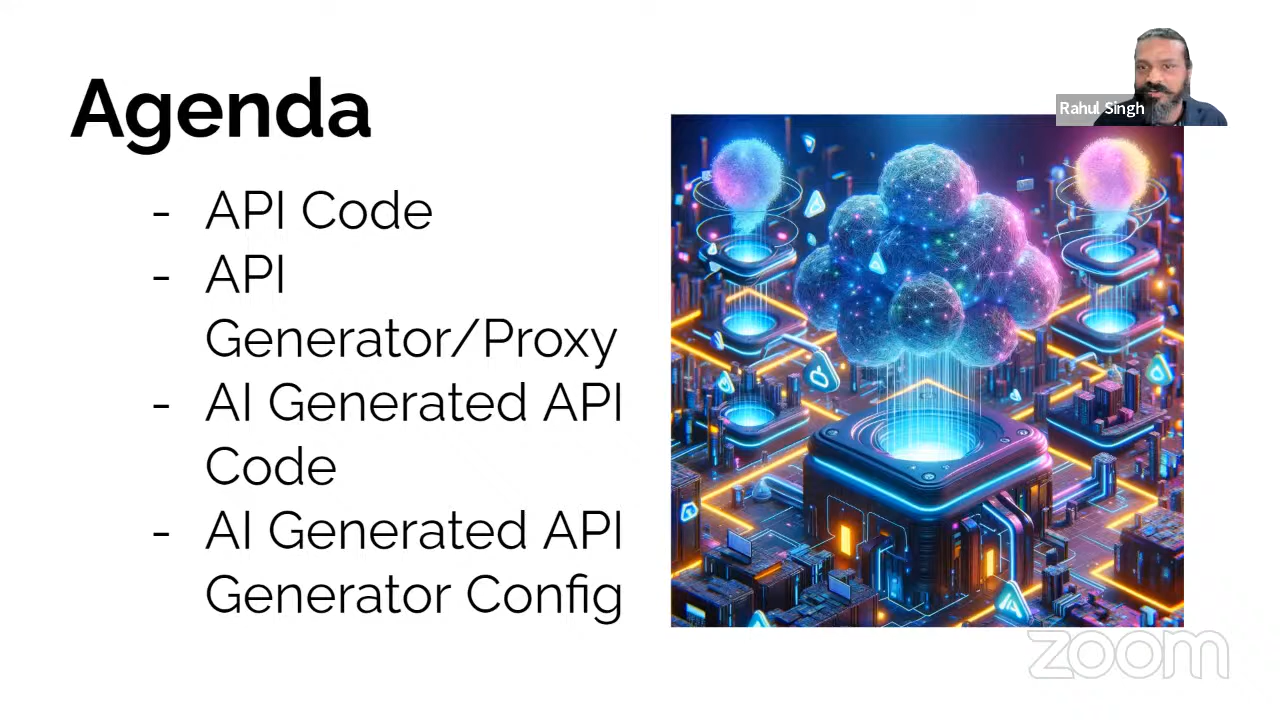 Agenda
Rahul Singh
- API Code
- API
Generator/Proxy
- AI Generated API
Code
- AI Generated API
Generator Config
zoom